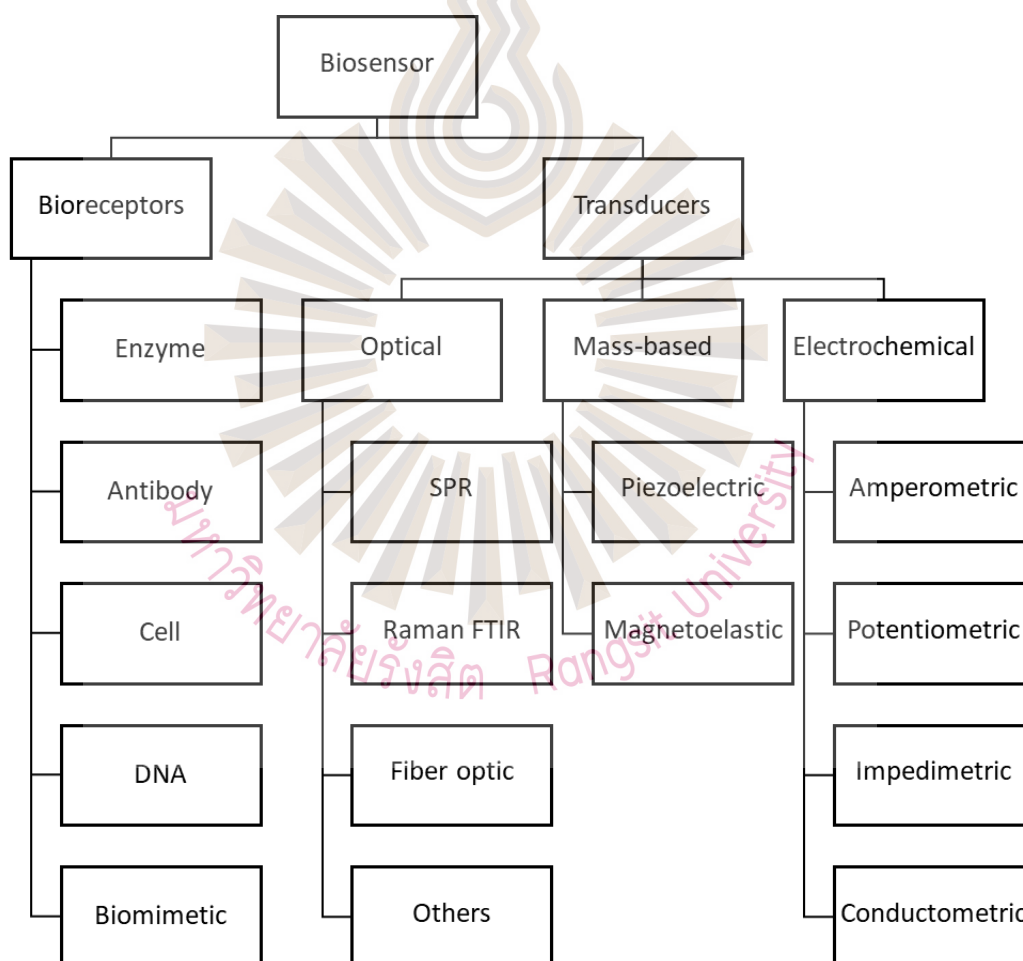 Biosensor
Bioreceptors
Transducers
Enzyme
Optical
Mass-based
Electrochemical
Antibody
SPR
Piezoelectric
Amperometric
Cell
Raman FTIR
Magnetoelastic
Potentiometric
DNA
Fiber optic
Impedimetric
Biomimetic
Others
Conductometric
มหาวิทยาลัยรังสิต Rangsit University